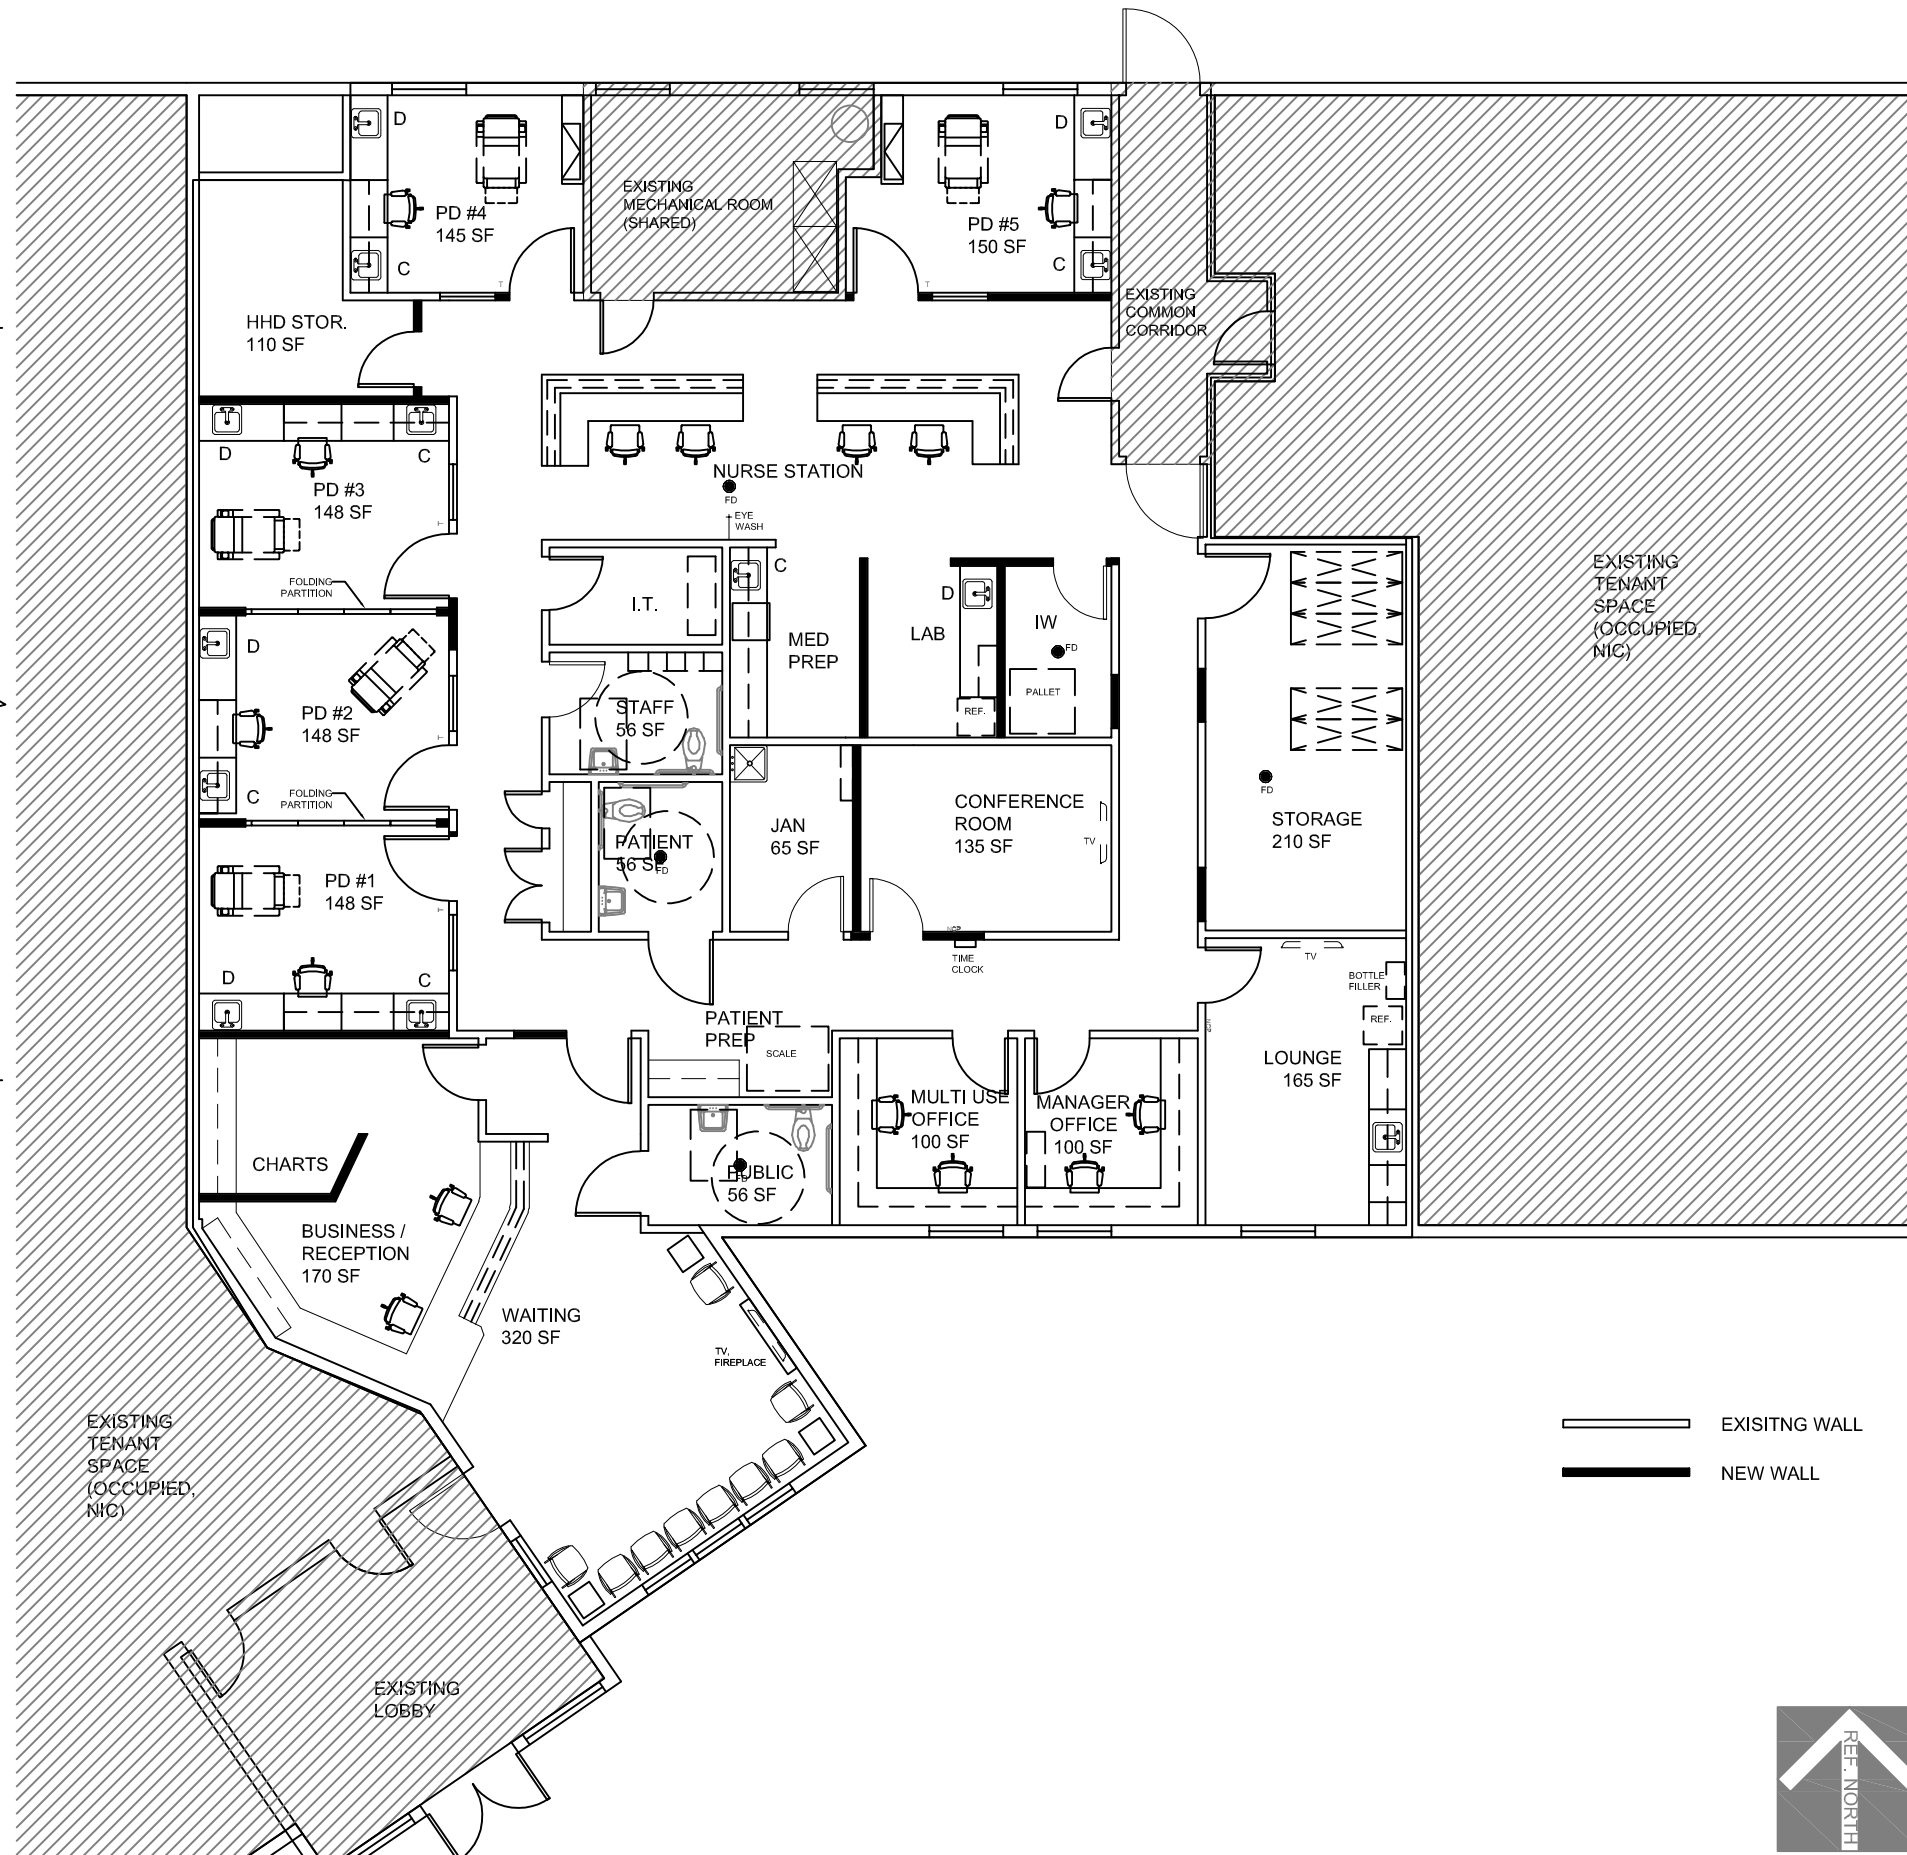 D
PD #4
145 SF
C
EXISTING
MECHANICAL ROOM
(SHARED)
D
PD #5
150 SF
C
T
T
EXISTING
COMMON
CORRIDOR
HHD STOR.
110 SF
D
C
PD #3
148 SF
T
NURSE STATION
FD
EYE
WASH
FOLDING
PARTITION
I.T.
C
MED
PREP
D
LAB
REF.
IW
FD
PALLET
EXISTING
TENANT
SPACE
(OCCUPIED,
NIC)
D
PD #2
148 SF
C
T
STAFF
56 SF
FOLDING
PARTITION
PATIENT
56 SF
FD
JAN
65 SF
CONFERENCE
ROOM
135 SF
TV
FD
STORAGE
210 SF
PD #1
148 SF
T
D
C
TIME
CLOCK
TV
BOTTLE
FILLER
REF.
LOUNGE
165 SF
PATIENT
PREP
SCALE
MULTI USE
OFFICE
100 SF
MANAGER
OFFICE
100 SF
CHARTS
PUBLIC
56 SF
FD
BUSINESS /
RECEPTION
170 SF
WAITING
320 SF
TV,
FIREPLACE
EXISTING
TENANT
SPACE
(OCCUPIED,
NIC)
EXISITNG WALL
NEW WALL
EXISTING
LOBBY
REF. NORTH